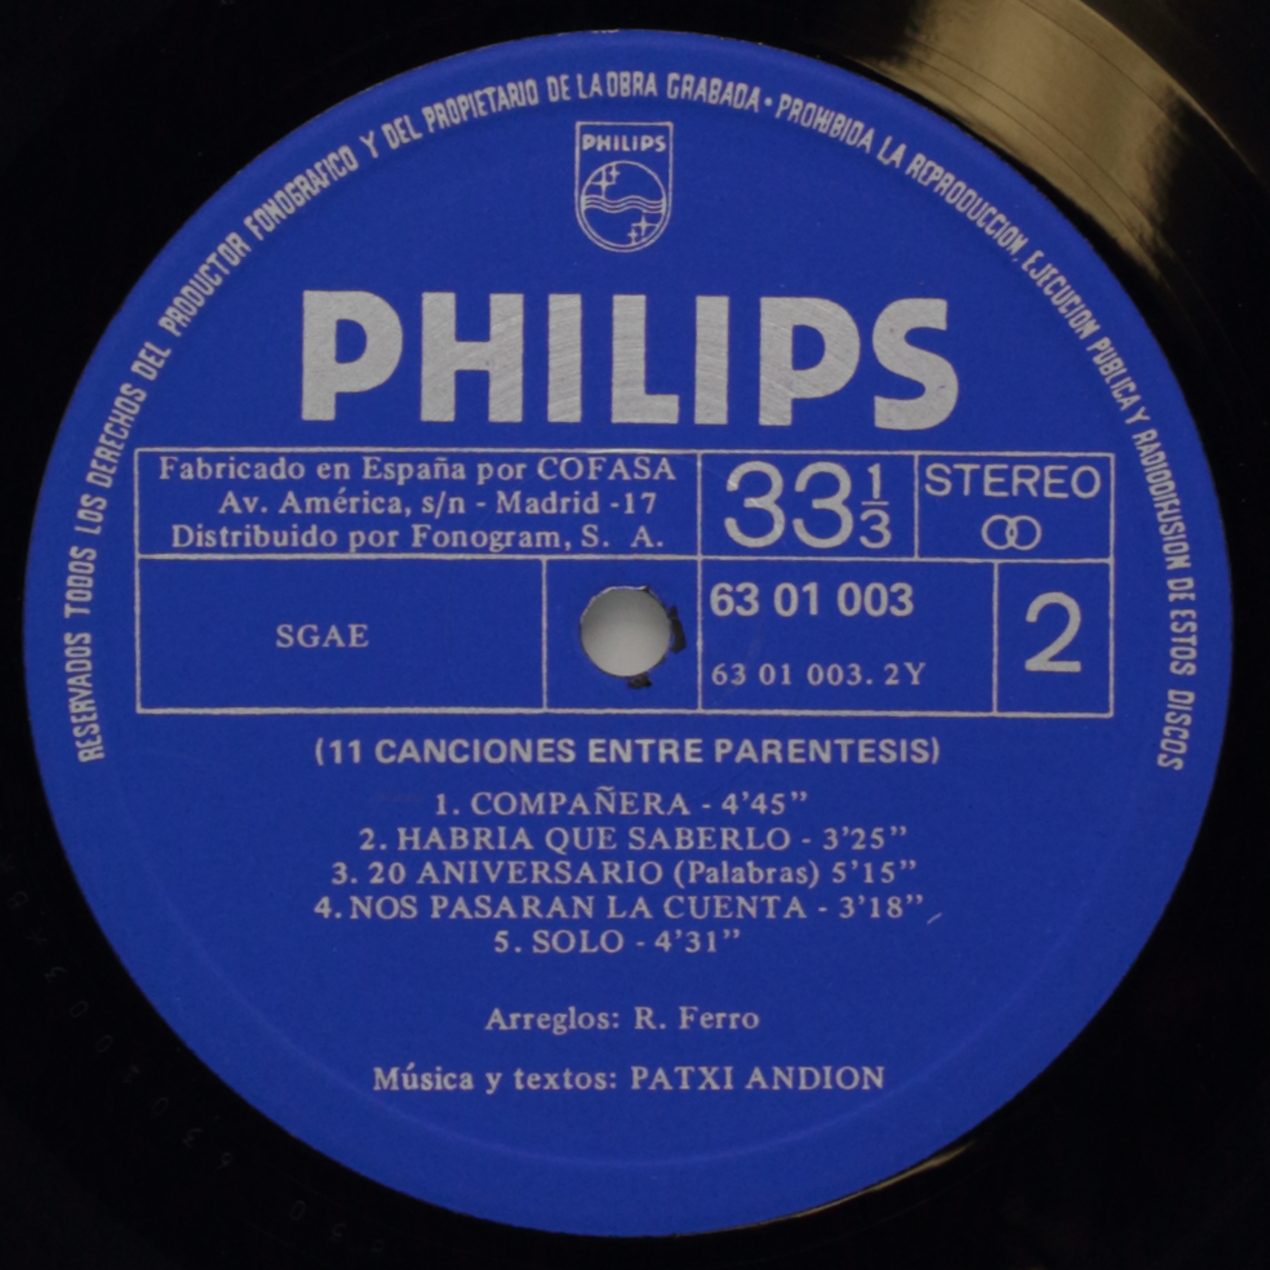 RESERVADOS TODOS LOS DERECHOS DEL PRODUCTOR FONOGRAFICO Y DEL PROPIETARIO DE LA OBRA GRABADA · PROHIBIDA LA REPRODUCCION, EJECUCION PUBLICA Y RADIODIFUSION DE ESTOS DISCOS
PHILIPS
PHILIPS
Fabricado en España por COFASA
Av. América, s/n - Madrid -17
Distribuido por Fonogram, S. A.
33 1/3
STEREO
SGAE
63 01 003
63 01 003. 2Y
2
(11 CANCIONES ENTRE PARENTESIS)
1. COMPAÑERA - 4'45"
2. HABRIA QUE SABERLO - 3'25"
3. 20 ANIVERSARIO (Palabras) 5'15"
4. NOS PASARAN LA CUENTA - 3'18"
5. SOLO - 4'31"
Arreglos: R. Ferro
Música y textos: PATXI ANDION